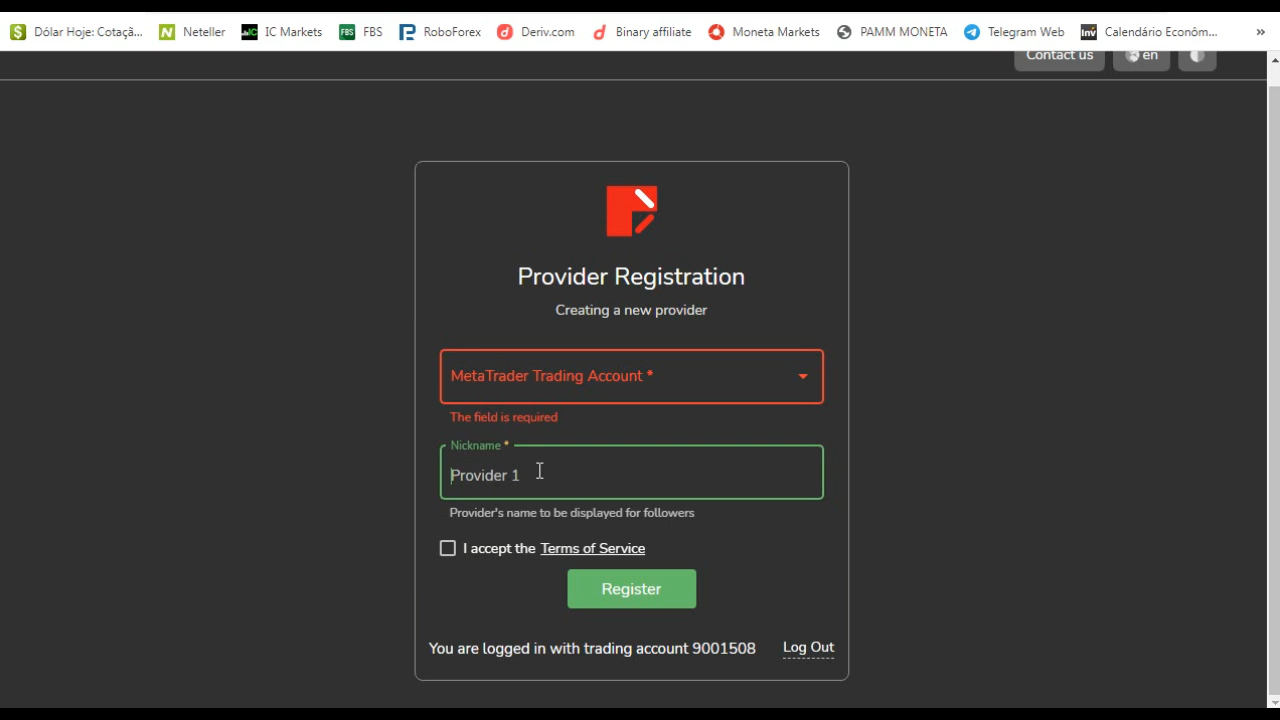 Dólar Hoje: Cotaçã... Neteller IC Markets FBS RoboForex Deriv.com Binary affiliate Moneta Markets PAMM MONETA Telegram Web Calendário Econôm... »
Contact us en
Provider Registration
Creating a new provider
MetaTrader Trading Account *
The field is required
Nickname *
Provider 1
Provider's name to be displayed for followers
I accept the Terms of Service
Register
You are logged in with trading account 9001508 Log Out